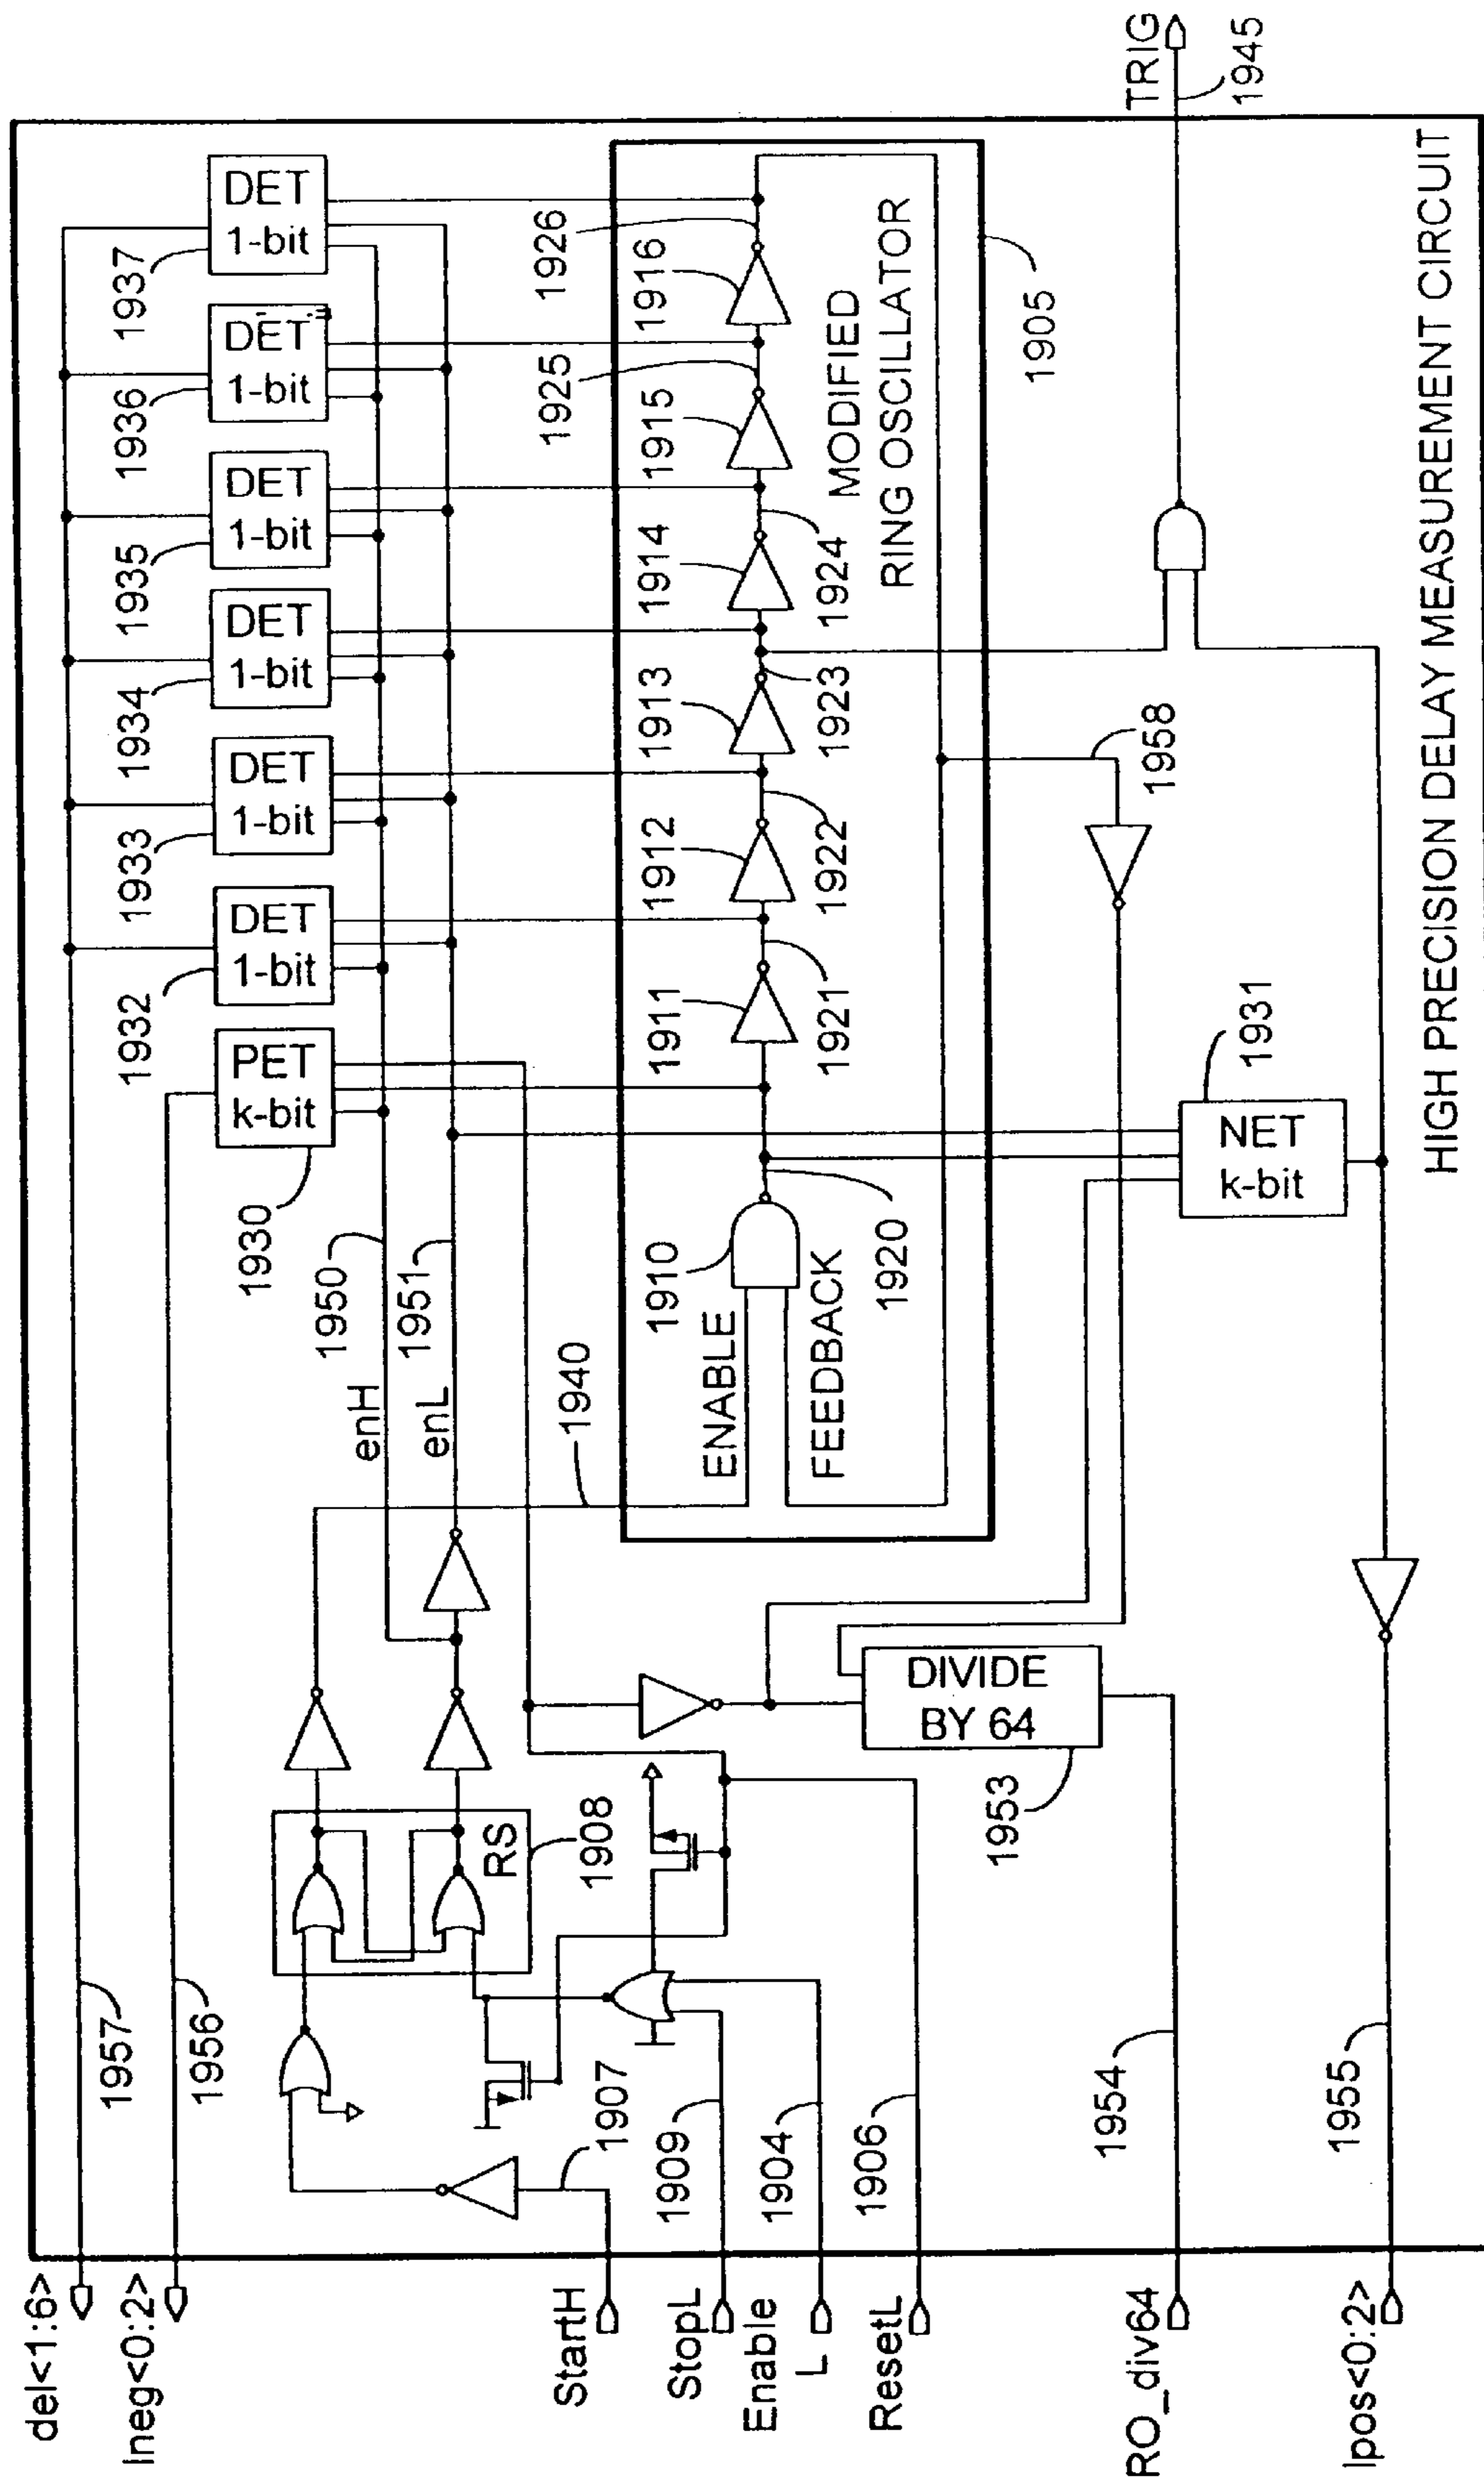 del<1:6>
lneg<0:2>
StartH
StopL
Enable
L
ResetL
RO_div64
lpos<0:2>
1957
1956
1907
1909
1904
1906
1954
1955
RS
1908
DIVIDE
BY 64
1953
enH
enL
1950
1951
1940
PET
k-bit
1930
DET
1-bit
1932
DET
1-bit
1933
DET
1-bit
1934
DET
1-bit
1935
DET
1-bit
1936
DET
1-bit
1937
ENABLE
FEEDBACK
1910
1920
1911
1921
1912
1922
1913
1923
1914
1924
1915
1925
1916
1926
MODIFIED
RING OSCILLATOR
1905
1958
NET
k-bit
1931
TRIG
1945
HIGH PRECISION DELAY MEASUREMENT CIRCUIT